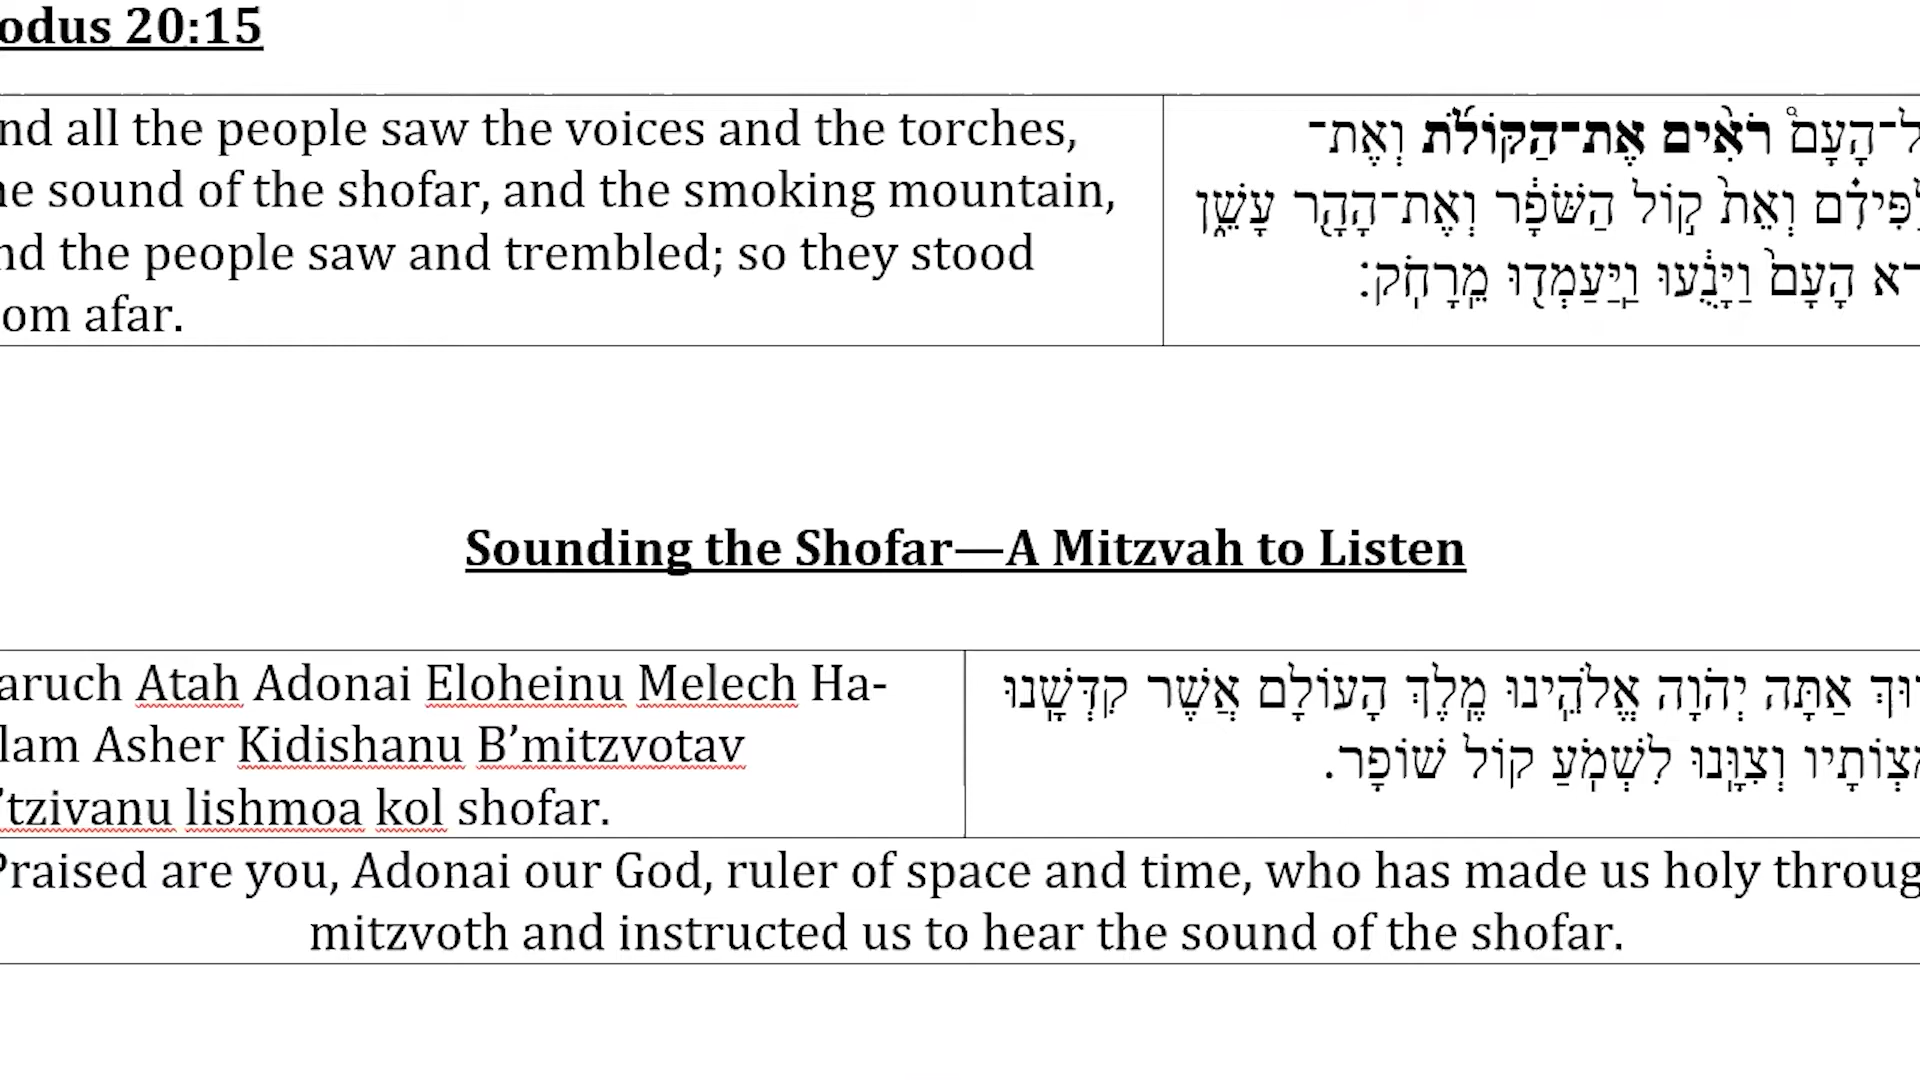 odus 20:15
nd all the people saw the voices and the torches,
ne sound of the shofar, and the smoking mountain,
nd the people saw and trembled; so they stood
om afar.
ל־הָעָם֩ רֹאִ֨ים אֶת־הַקּוֹלֹ֜ת וְאֶת־
לַּפִּידִ֗ם וְאֵת֙ ק֣וֹל הַשֹּׁפָ֔ר וְאֶת־הָהָ֖ר עָשֵׁ֑ן
רְא הָעָם֙ וַיָּנֻ֔עוּ וַיַּֽעַמְד֖וּ מֵֽרָחֹֽק׃
Sounding the Shofar—A Mitzvah to Listen
aruch Atah Adonai Eloheinu Melech Ha-
lam Asher Kidishanu B’mitzvotav
’tzivanu lishmoa kol shofar.
רוּךְ אַתָּה יְהֹוָה אֱלֹהֵֽינוּ מֶֽלֶךְ הָעוֹלָם אֲשֶׁר קִדְּשָֽׁנוּ
מִצְוֹתָיו וְצִוָּֽנוּ לִשְׁמֹֽעַ קוֹל שׁוֹפָר.
Praised are you, Adonai our God, ruler of space and time, who has made us holy throug
mitzvoth and instructed us to hear the sound of the shofar.